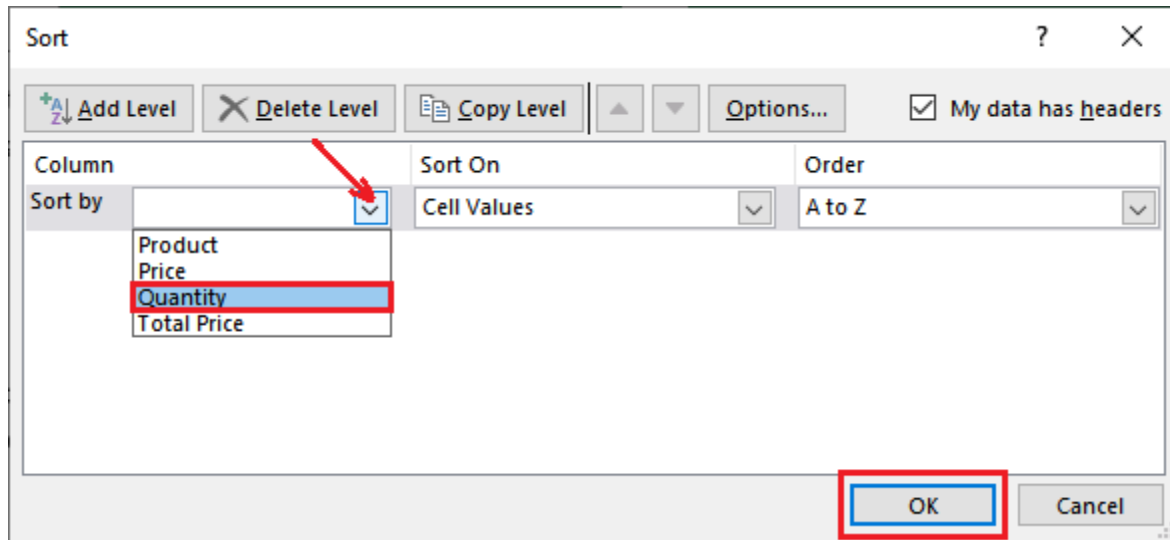 Sort ?
Add Level Delete Level Copy Level Options... My data has headers
Column Sort On Order
Sort by Cell Values A to Z
Product
Price
Quantity
Total Price
OK Cancel